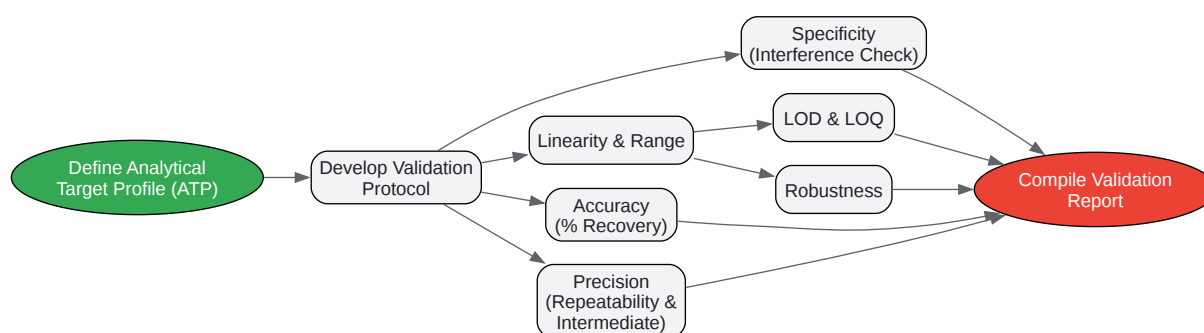 Define Analytical
Target Profile (ATP)
Develop Validation
Protocol
Specificity
(Interference Check)
Linearity & Range
LOD & LOQ
Robustness
Accuracy
(% Recovery)
Precision
(Repeatability &
Intermediate)
Compile Validation
Report